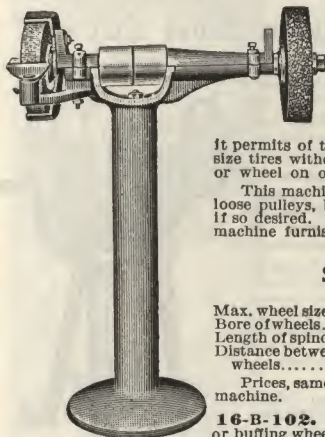 it permits of t
size tires witho
or wheel on o
This machi
loose pulleys, 
if so desired.
machine furnis
S
Max. wheel size
Bore of wheels..
Length of spind
Distance betwe
wheels......
Prices, same
machine.
16-B-102.
or buffing whee